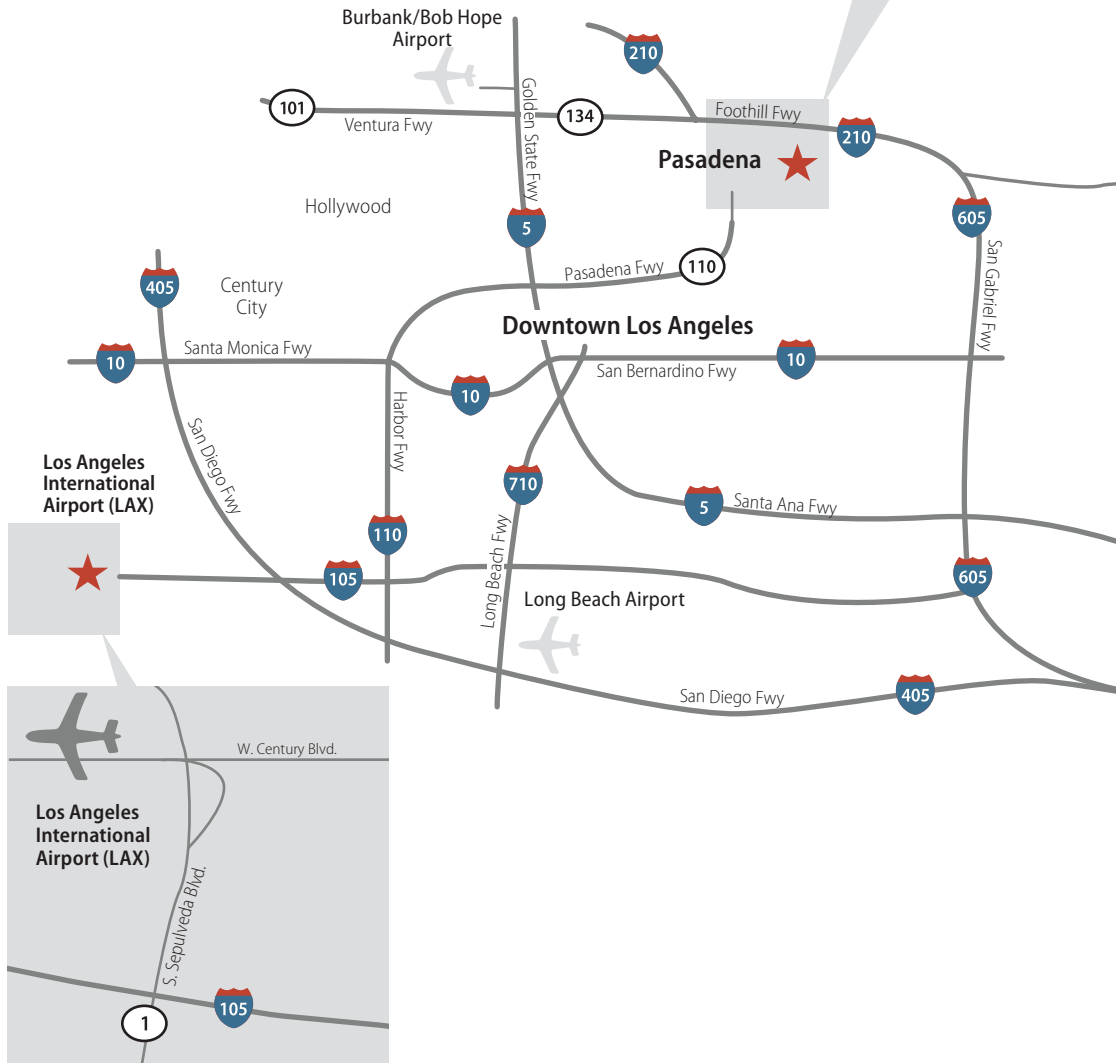 Burbank/Bob Hope
Airport
210
101
Ventura Fwy
Golden State Fwy
134
Foothill Fwy
210
Pasadena
Hollywood
5
605
405
Century
City
Pasadena Fwy
110
San Gabriel Fwy
Downtown Los Angeles
10
Santa Monica Fwy
10
San Bernardino Fwy
10
Harbor Fwy
San Diego Fwy
Los Angeles
International
Airport (LAX)
710
5
Santa Ana Fwy
110
105
Long Beach Fwy
605
Long Beach Airport
San Diego Fwy
405
W. Century Blvd.
Los Angeles
International
Airport (LAX)
S. Sepulveda Blvd.
105
1